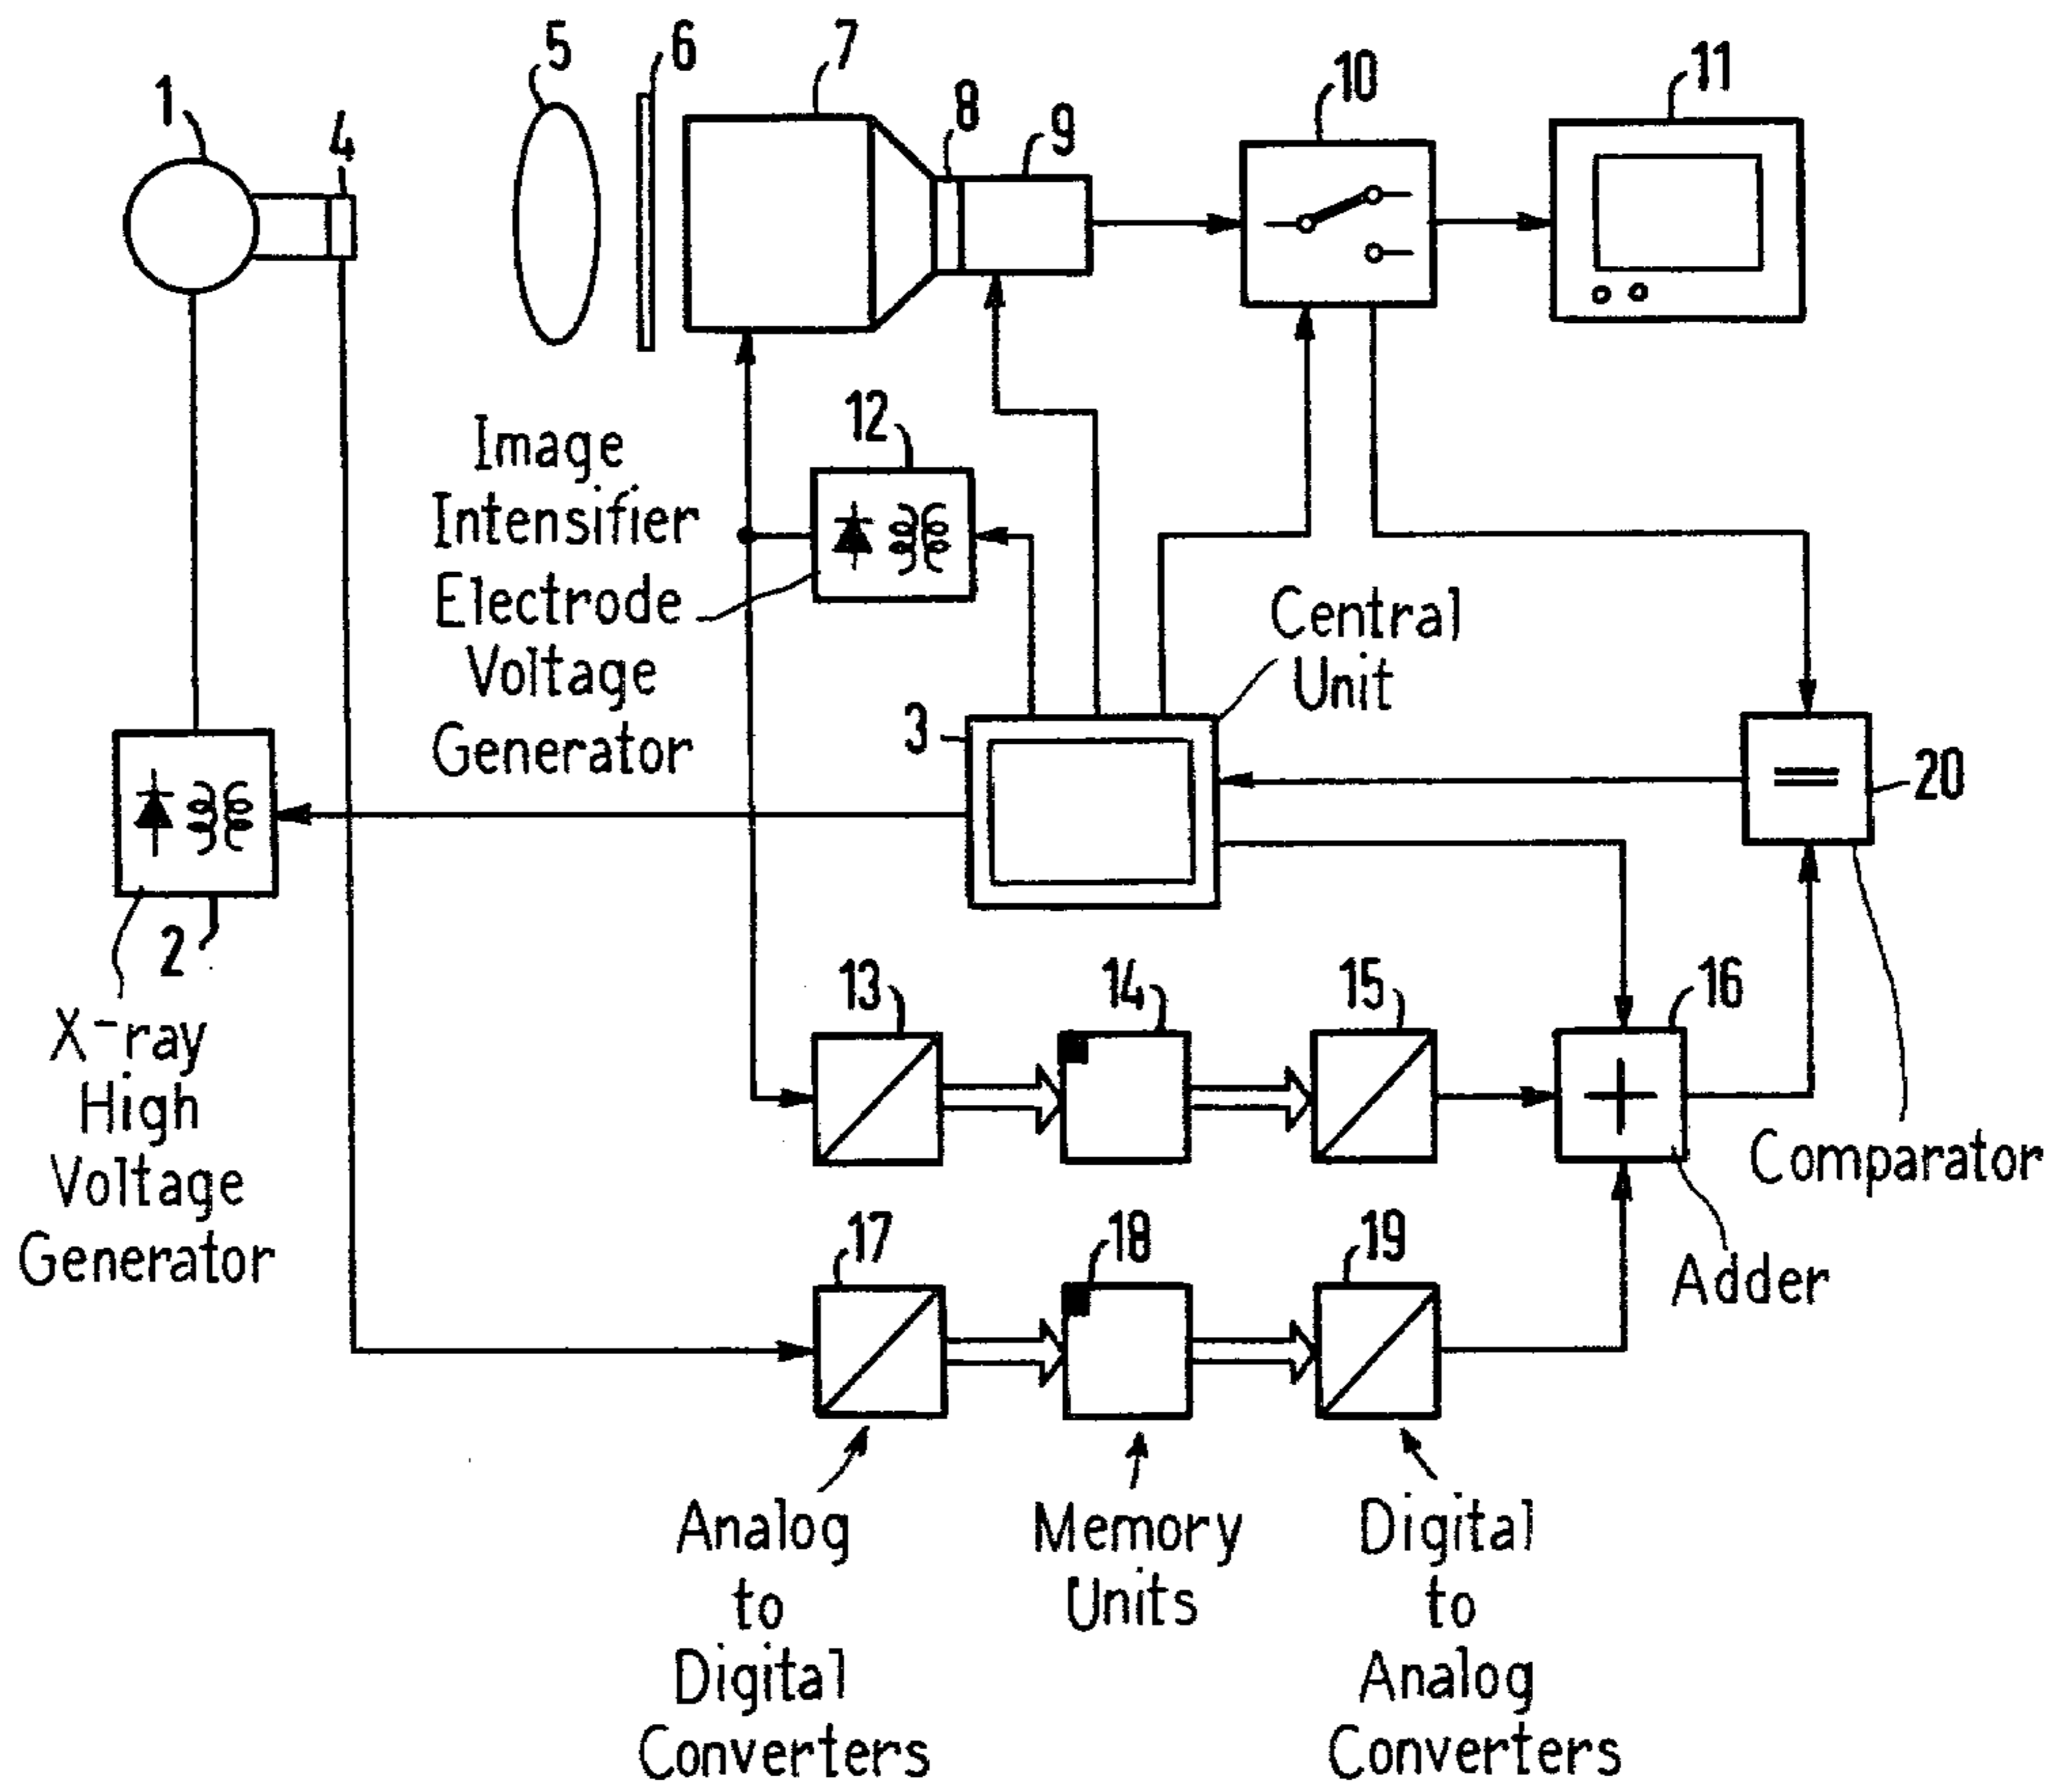 1
4
5
6
7
8
9
10
11
12
Image
Intensifier
Electrode
Voltage
Generator
Central
Unit
3
20
2
X-ray
High
Voltage
Generator
13
14
15
16
Comparator
17
18
19
Adder
Analog
to
Digital
Converters
Memory
Units
Digital
to
Analog
Converters